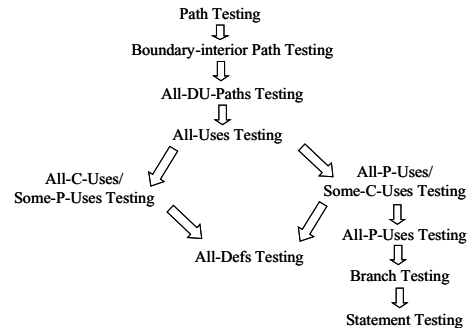 Path Testing
Boundary-interior Path Testing
All-DU-Paths Testing
All-Uses Testing
All-C-Uses/
Some-P-Uses Testing
All-P-Uses/
Some-C-Uses Testing
All-P-Uses Testing
All-Defs Testing
Branch Testing
Statement Testing